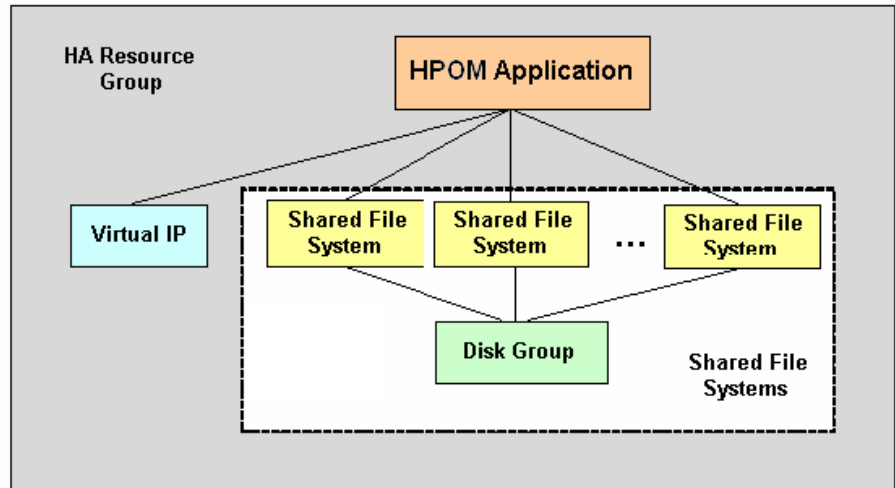 HA Resource
Group
HPOM Application
Virtual IP
Shared File
System
Shared File
System
...
Shared File
System
Disk Group
Shared File
Systems